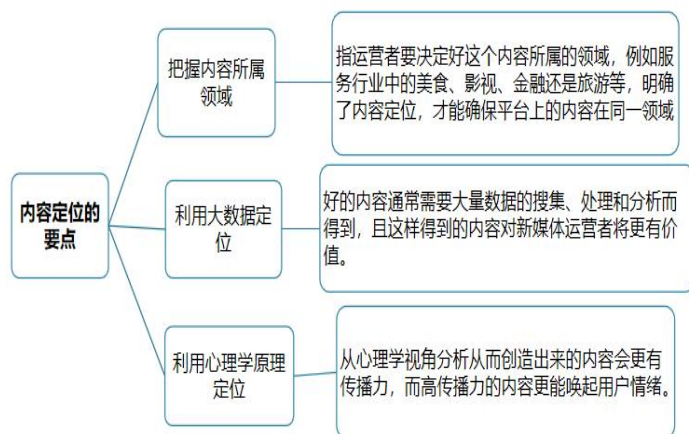 内容定位的
要点
把握内容所属
领域
指运营者要决定好这个内容所属的领域，例如服
务行业中的美食、影视、金融还是旅游等，明确
了内容定位，才能确保平台上的内容在同一领域
利用大数据定
位
好的内容通常需要大量数据的搜集、处理和分析而
得到，且这样得到的内容对新媒体运营者将更有价
值。
利用心理学原理
定位
从心理学视角分析从而创造出来的内容会更有
传播力，而高传播力的内容更能唤起用户情绪。